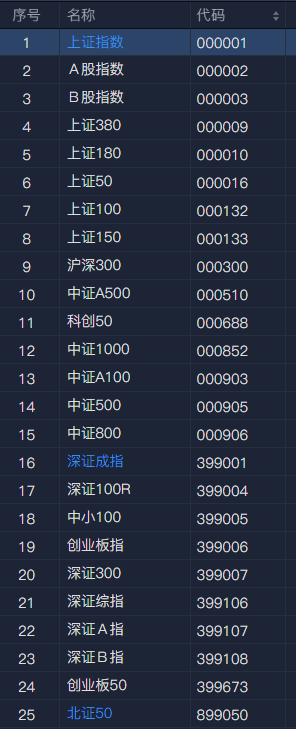 序号 名称 代码
1 上证指数 000001
2 Ａ股指数 000002
3 Ｂ股指数 000003
4 上证380 000009
5 上证180 000010
6 上证50 000016
7 上证100 000132
8 上证150 000133
9 沪深300 000300
10 中证A500 000510
11 科创50 000688
12 中证1000 000852
13 中证A100 000903
14 中证500 000905
15 中证800 000906
16 深证成指 399001
17 深证100R 399004
18 中小100 399005
19 创业板指 399006
20 深证300 399007
21 深证综指 399106
22 深证Ａ指 399107
23 深证Ｂ指 399108
24 创业板50 399673
25 北证50 899050